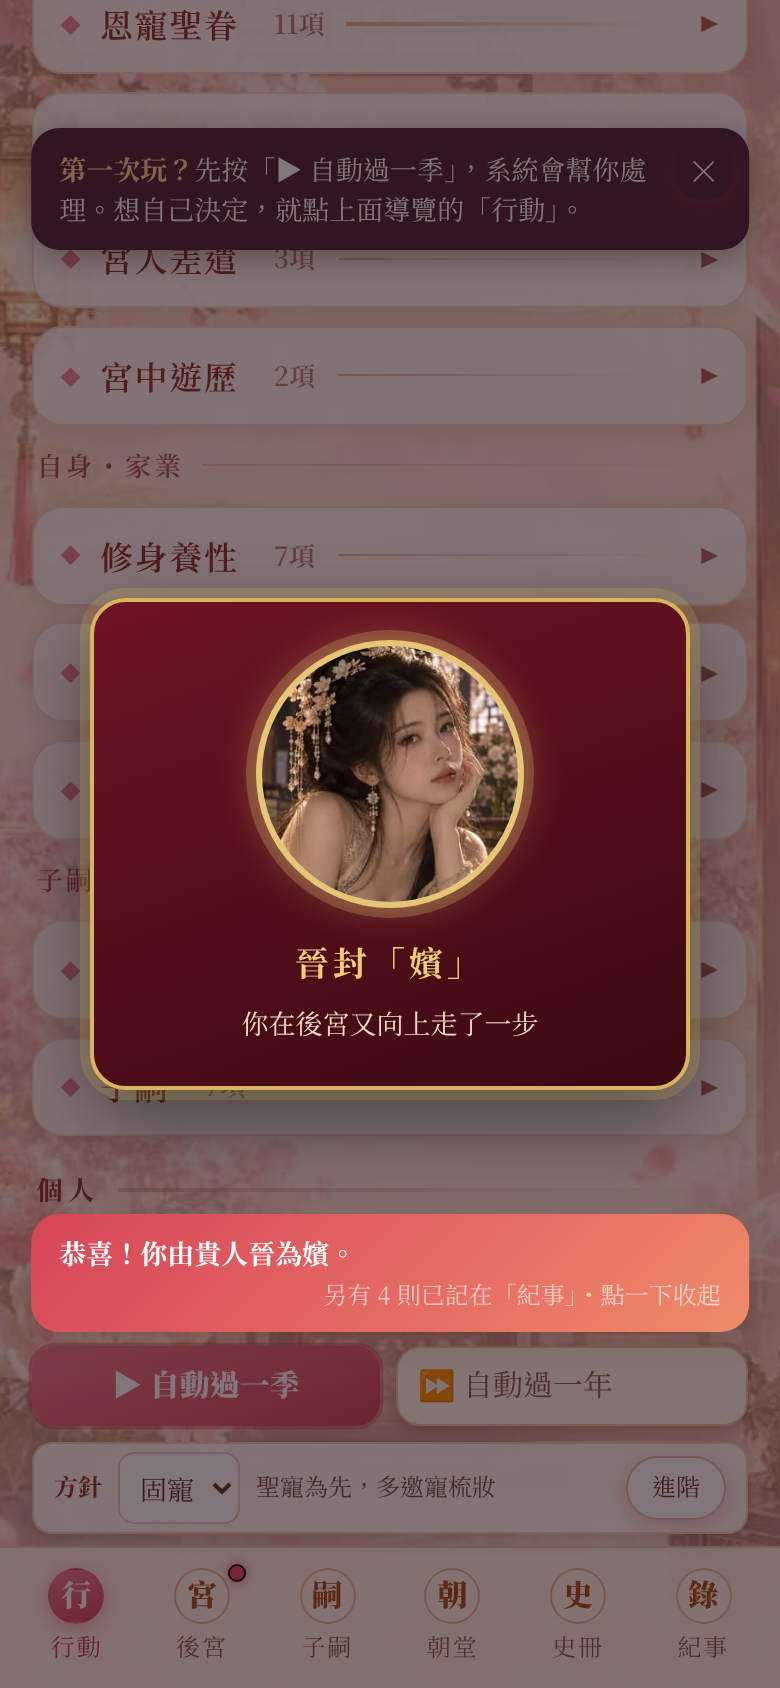 恩寵聖眷 11項
第一次玩？先按「▶ 自動過一季」，系統會幫你處
理。想自己決定，就點上面導覽的「行動」。
宮人差遣 3項
宮中遊歷 2項
自身・家業
修身養性 7項
晉封「嬪」
你在後宮又向上走了一步
子嗣
子嗣 7項
個人
恭喜！你由貴人晉為嬪。
另有 4 則已記在「紀事」・點一下收起
▶ 自動過一季
⏩ 自動過一年
方針 固寵 聖寵為先，多邀寵梳妝 進階
行 宮 嗣 朝 史 錄
行動 後宮 子嗣 朝堂 史冊 紀事